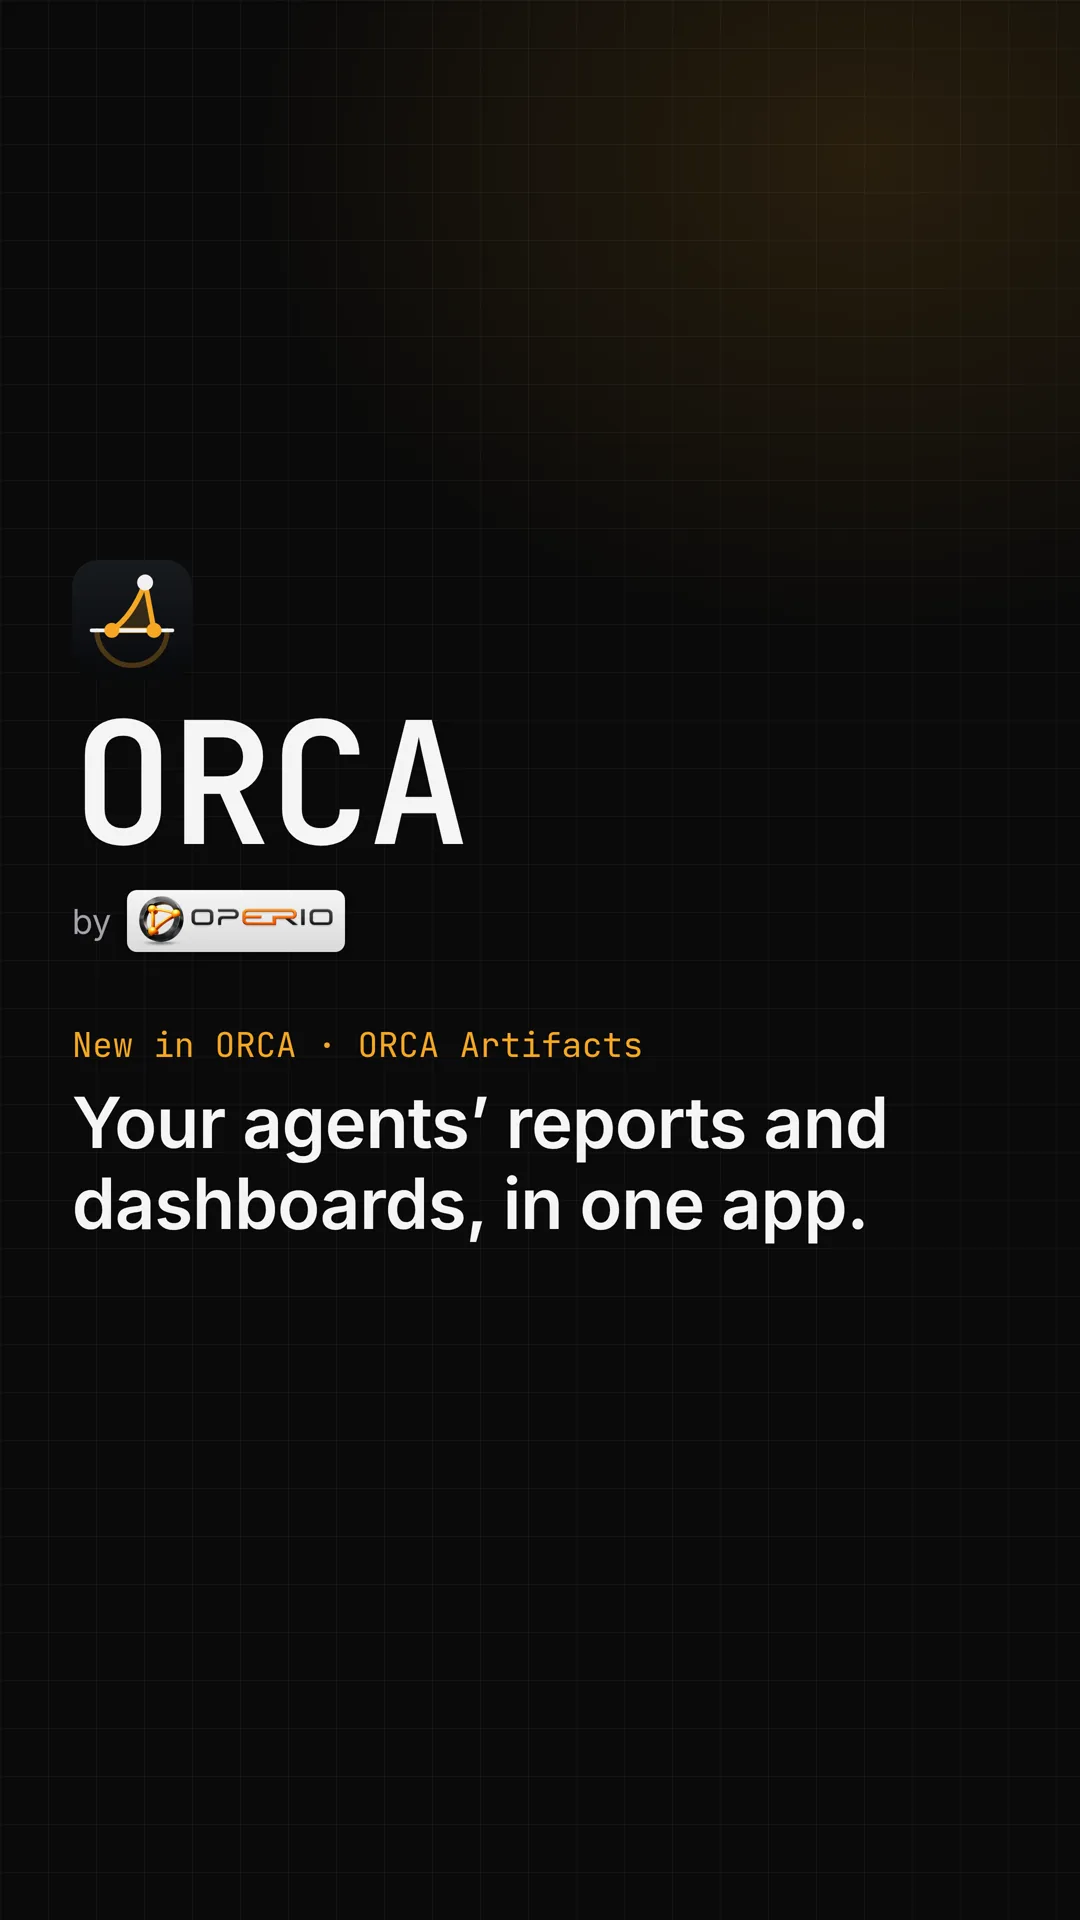 ORCA
by OPERIO
New in ORCA · ORCA Artifacts
Your agents’ reports and
dashboards, in one app.